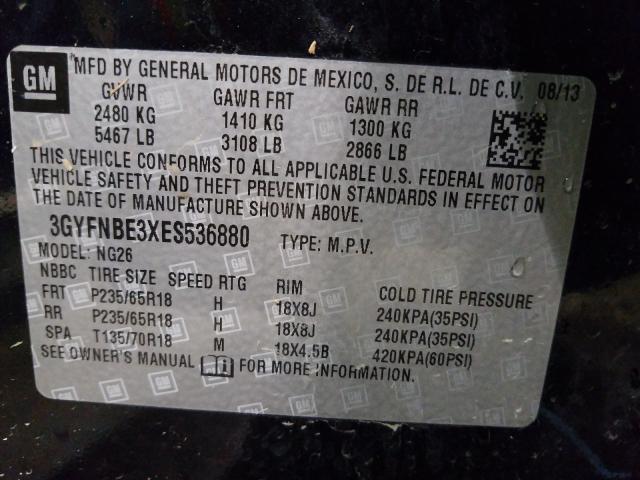 GM
MFD BY GENERAL MOTORS DE MEXICO, S. DE R.L. DE C.V. 08/13
GVWR GAWR FRT GAWR RR
2480 KG 1410 KG 1300 KG
5467 LB 3108 LB 2866 LB
THIS VEHICLE CONFORMS TO ALL APPLICABLE U.S. FEDERAL MOTOR
VEHICLE SAFETY AND THEFT PREVENTION STANDARDS IN EFFECT ON
THE DATE OF MANUFACTURE SHOWN ABOVE.
3GYFNBE3XES536880 TYPE: M.P.V.
MODEL: NG26
NBBC TIRE SIZE SPEED RTG RIM COLD TIRE PRESSURE
FRT P235/65R18 H 18X8J 240KPA(35PSI)
RR P235/65R18 H 18X8J 240KPA(35PSI)
SPA T135/70R18 M 18X4.5B 420KPA(60PSI)
SEE OWNER'S MANUAL FOR MORE INFORMATION.